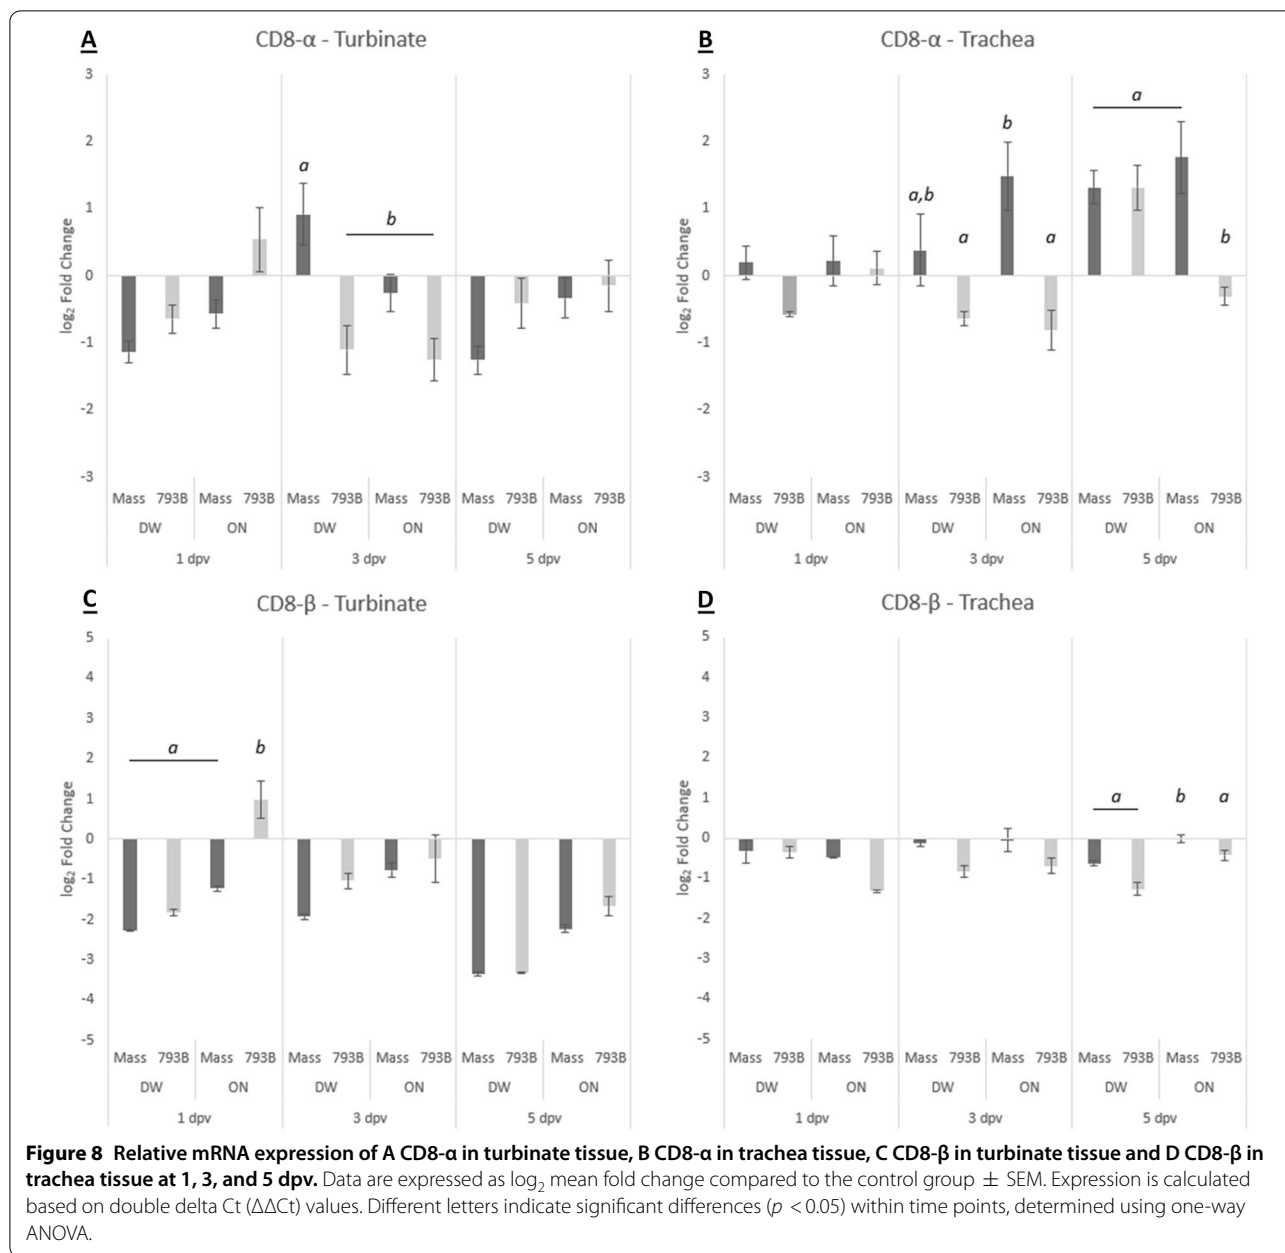 A
CD8-α - Turbinate
3
2
1
0
-1
-2
-3
log2 Fold Change
a
b
Mass 793B Mass 793B Mass 793B Mass 793B Mass 793B Mass 793B
DW ON DW ON DW ON
1 dpv 3 dpv 5 dpv
B
CD8-α - Trachea
3
2
1
0
-1
-2
-3
log2 Fold Change
a,b
a
b
a
a
b
Mass 793B Mass 793B Mass 793B Mass 793B Mass 793B Mass 793B
DW ON DW ON DW ON
1 dpv 3 dpv 5 dpv
C
CD8-β - Turbinate
5
4
3
2
1
0
-1
-2
-3
-4
-5
log2 Fold Change
a
b
Mass 793B Mass 793B Mass 793B Mass 793B Mass 793B Mass 793B
DW ON DW ON DW ON
1 dpv 3 dpv 5 dpv
D
CD8-β - Trachea
5
4
3
2
1
0
-1
-2
-3
-4
-5
log2 Fold Change
a
b
a
Mass 793B Mass 793B Mass 793B Mass 793B Mass 793B Mass 793B
DW ON DW ON DW ON
1 dpv 3 dpv 5 dpv
Figure 8 Relative mRNA expression of A CD8-α in turbinate tissue, B CD8-α in trachea tissue, C CD8-β in turbinate tissue and D CD8-β in
trachea tissue at 1, 3, and 5 dpv. Data are expressed as log2 mean fold change compared to the control group ± SEM. Expression is calculated
based on double delta Ct (ΔΔCt) values. Different letters indicate significant differences (p < 0.05) within time points, determined using one-way
ANOVA.